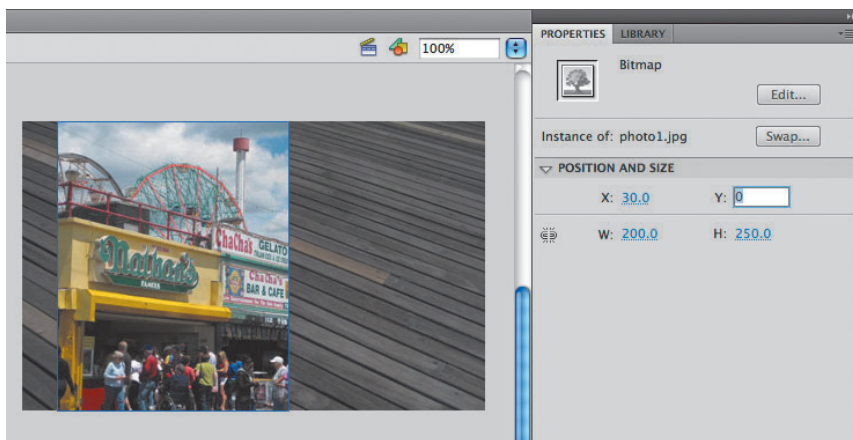 100%
PROPERTIES LIBRARY
Bitmap
Edit...
Instance of: photo1.jpg Swap...
POSITION AND SIZE
X: 30.0 Y: 0
W: 200.0 H: 250.0
ChaCha's GELATO
Nathan's
FAMOUS
ChaCha's
BAR & CAFE